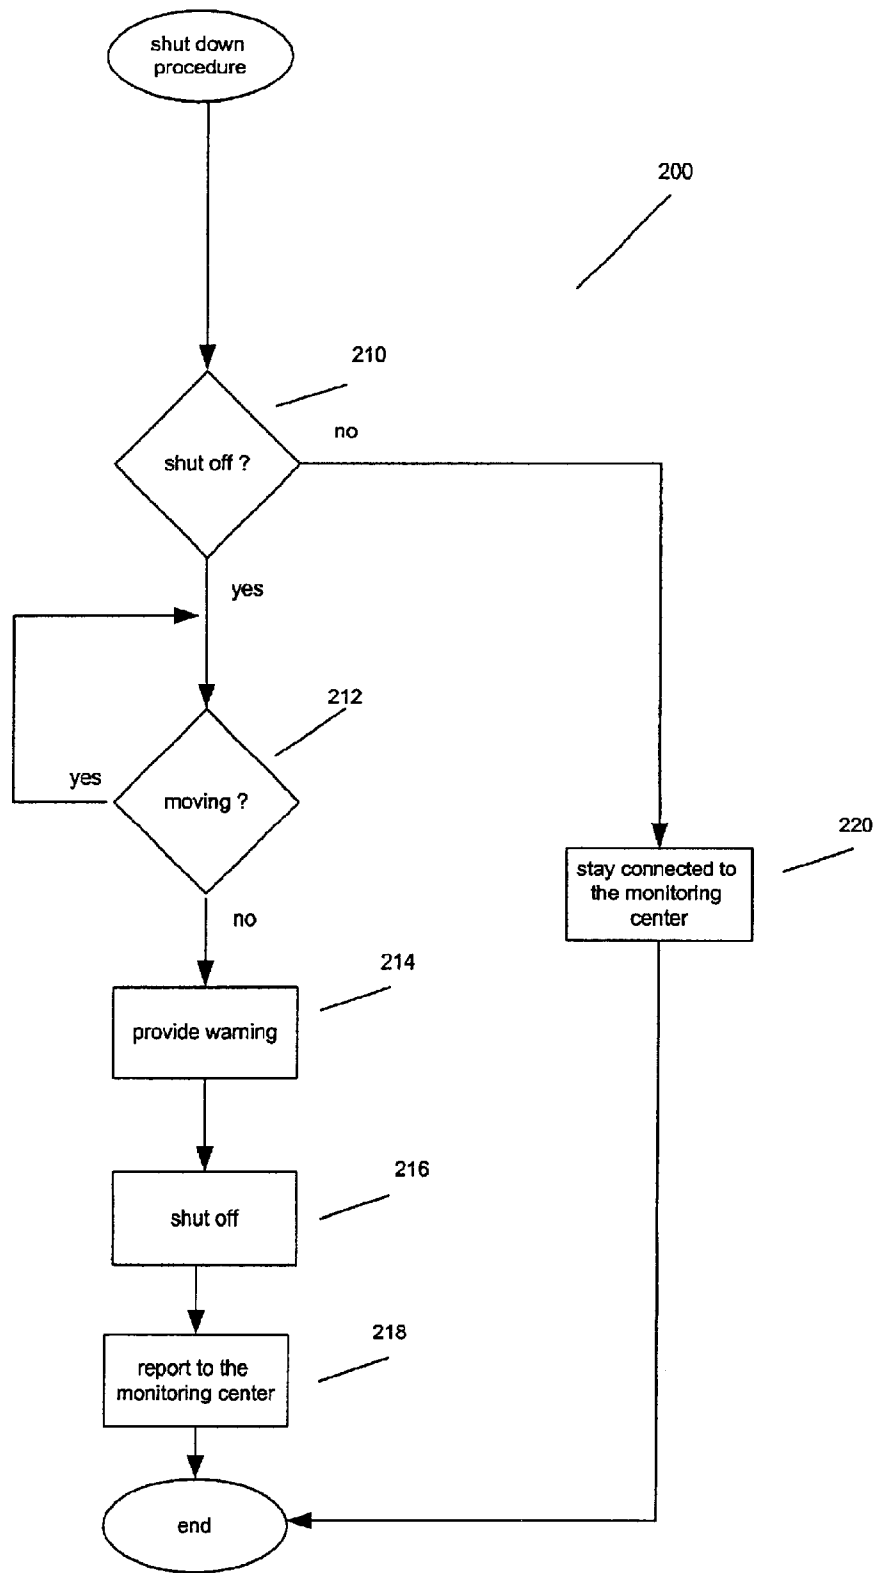 shut down
procedure
200
210
shut off ?
no
yes
212
yes
moving ?
220
stay connected to
the monitoring
center
no
214
provide warning
216
shut off
218
report to the
monitoring center
end